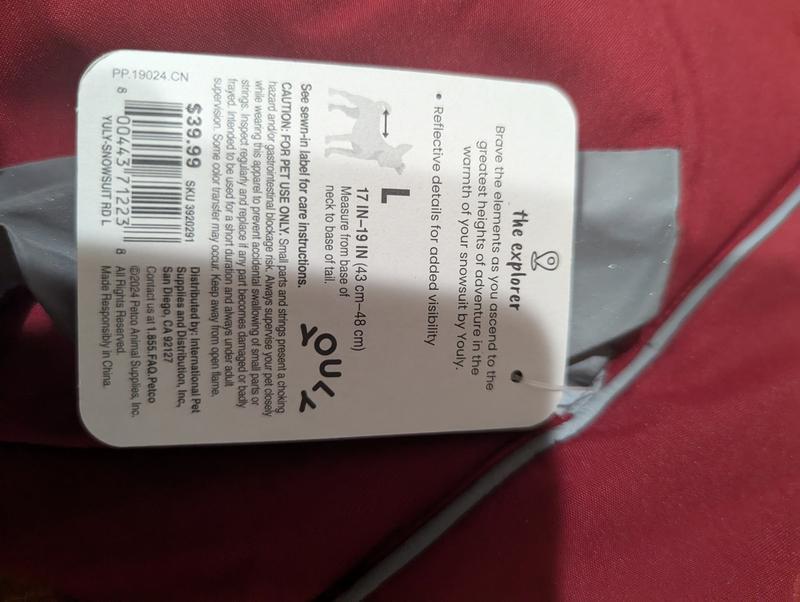 the explorer
Brave the elements as you ascend to the
greatest heights of adventure in the
warmth of your snowsuit by Youly.
• Reflective details for added visibility
L
17 IN–19 IN (43 cm–48 cm)
Measure from base of
neck to base of tail.
YOULY
See sewn-in label for care instructions.
CAUTION: FOR PET USE ONLY. Small parts and strings present a choking
hazard and/or gastrointestinal blockage risk. Always supervise your pet closely
while wearing this apparel to prevent accidental swallowing of small parts or
strings. Inspect regularly and replace if any part becomes damaged or badly
frayed. Intended to be used for a short duration and always under adult
supervision. Some color transfer may occur. Keep away from open flame.
$39.99 SKU 3920291
8 00443 71223 8
YULY-SNOWSUIT RD L
Distributed by: International Pet
Supplies and Distribution, Inc.,
San Diego, CA 92127
Contact us at 1.855.FAQ.Petco
©2024 Petco Animal Supplies, Inc.
All Rights Reserved.
Made Responsibly in China.
PP.19024.CN